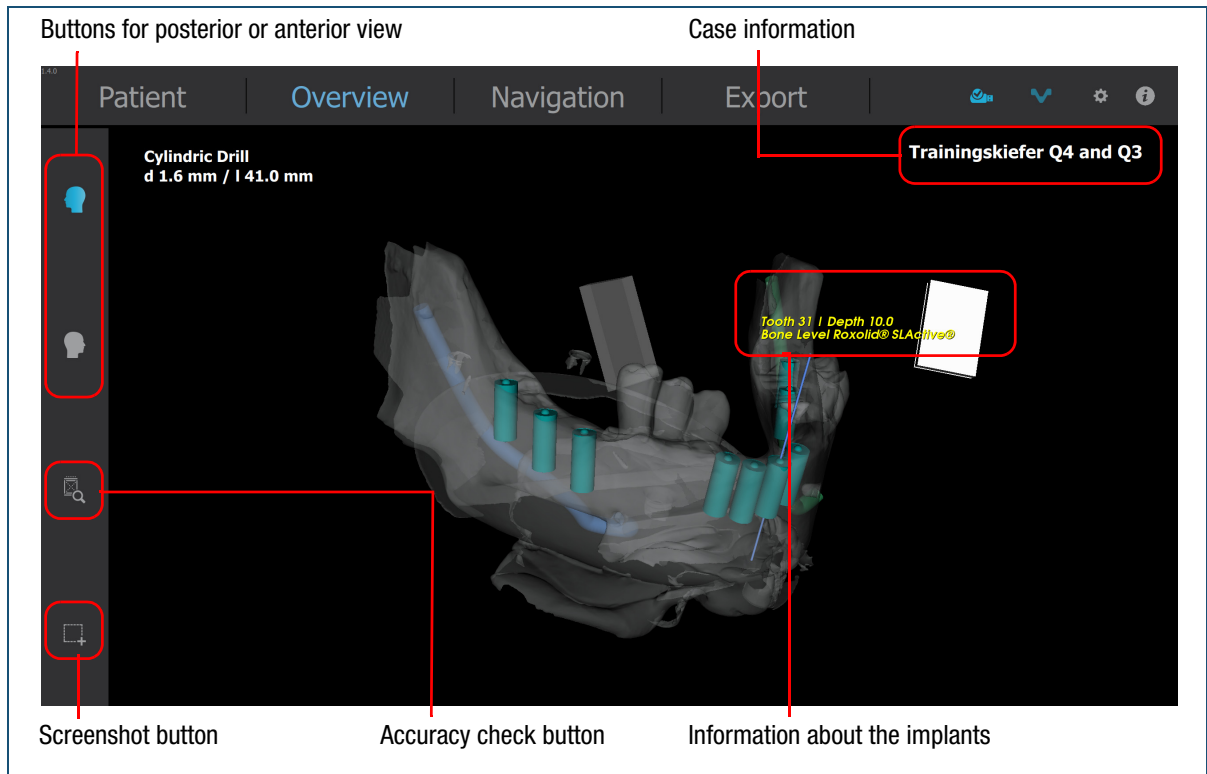 Buttons for posterior or anterior view
Case information
1.4.0
Patient
Overview
Navigation
Export
Cylindric Drill
d 1.6 mm / l 41.0 mm
Trainingskiefer Q4 and Q3
Tooth 31 | Depth 10.0
Bone Level Roxolid® SLActive®
Screenshot button
Accuracy check button
Information about the implants